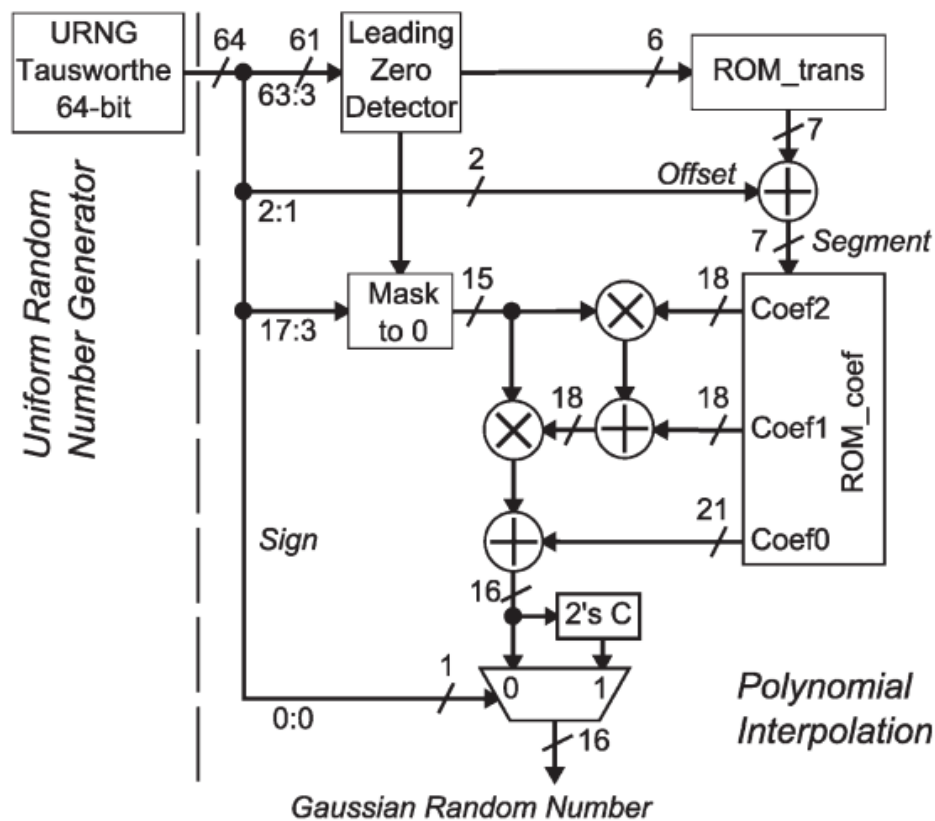 URNG
Tausworthe
64-bit
64
61
63:3
Leading
Zero
Detector
6
ROM_trans
7
2
Offset
2:1
7
Segment
Uniform Random
Number Generator
17:3
Mask
to 0
15
18
Coef2
18
18
Coef1
ROM_coef
21
Coef0
Sign
16
2's C
1
0
1
0:0
16
Polynomial
Interpolation
Gaussian Random Number